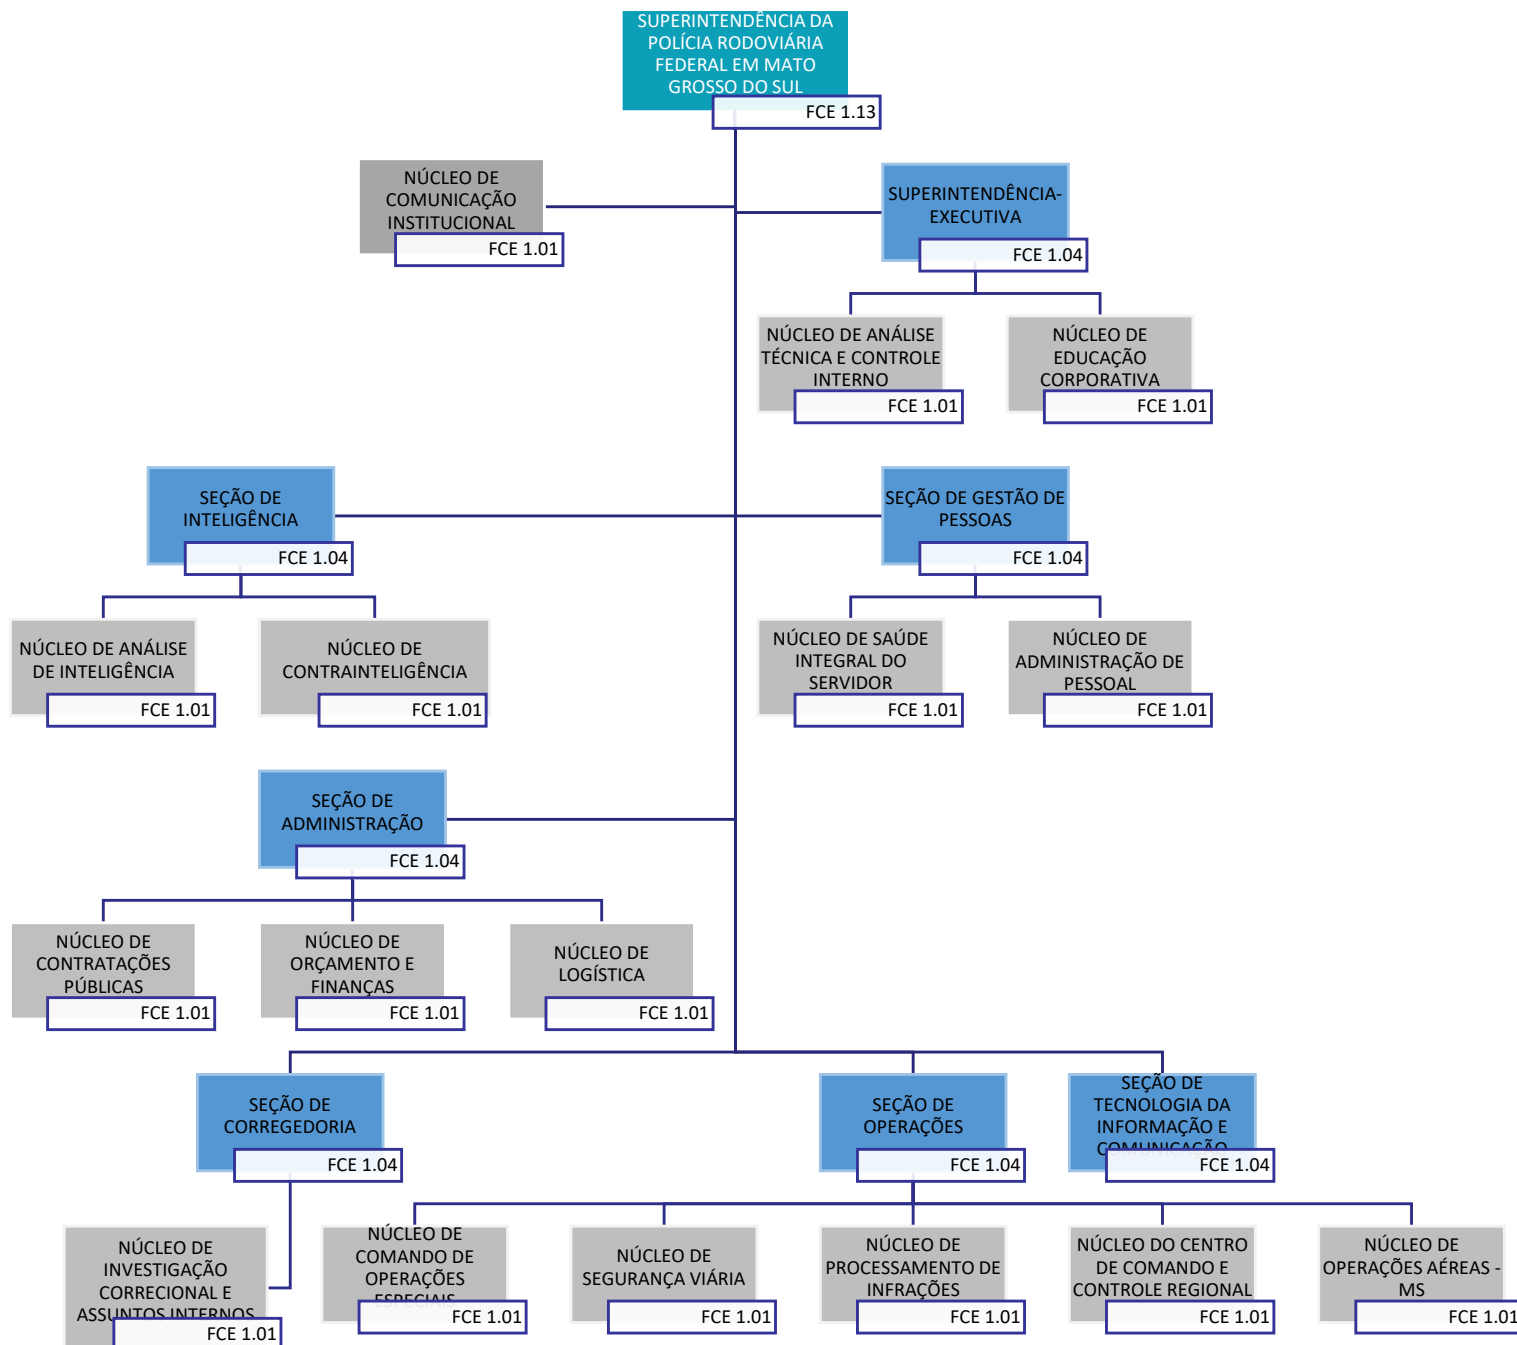 SUPERINTENDÊNCIA DA
POLÍCIA RODOVIÁRIA
FEDERAL EM MATO
GROSSO DO SUL
FCE 1.13
NÚCLEO DE
COMUNICAÇÃO
INSTITUCIONAL
FCE 1.01
SUPERINTENDÊNCIA-
EXECUTIVA
FCE 1.04
NÚCLEO DE ANÁLISE
TÉCNICA E CONTROLE
INTERNO
FCE 1.01
NÚCLEO DE
EDUCAÇÃO
CORPORATIVA
FCE 1.01
SEÇÃO DE
INTELIGÊNCIA
FCE 1.04
SEÇÃO DE GESTÃO DE
PESSOAS
FCE 1.04
NÚCLEO DE ANÁLISE
DE INTELIGÊNCIA
FCE 1.01
NÚCLEO DE
CONTRAINTELIGÊNCIA
FCE 1.01
NÚCLEO DE SAÚDE
INTEGRAL DO
SERVIDOR
FCE 1.01
NÚCLEO DE
ADMINISTRAÇÃO DE
PESSOAL
FCE 1.01
SEÇÃO DE
ADMINISTRAÇÃO
FCE 1.04
NÚCLEO DE
CONTRATAÇÕES
PÚBLICAS
FCE 1.01
NÚCLEO DE
ORÇAMENTO E
FINANÇAS
FCE 1.01
NÚCLEO DE
LOGÍSTICA
FCE 1.01
SEÇÃO DE
CORREGEDORIA
FCE 1.04
SEÇÃO DE
OPERAÇÕES
FCE 1.04
SEÇÃO DE
TECNOLOGIA DA
INFORMAÇÃO E
COMUNICAÇÃO
FCE 1.04
NÚCLEO DE
INVESTIGAÇÃO
CORRECIONAL E
ASSUNTOS INTERNOS
FCE 1.01
NÚCLEO DE
COMANDO DE
OPERAÇÕES
ESPECIAIS
FCE 1.01
NÚCLEO DE
SEGURANÇA VIÁRIA
FCE 1.01
NÚCLEO DE
PROCESSAMENTO DE
INFRAÇÕES
FCE 1.01
NÚCLEO DO CENTRO
DE COMANDO E
CONTROLE REGIONAL
FCE 1.01
NÚCLEO DE
OPERAÇÕES AÉREAS -
MS
FCE 1.01